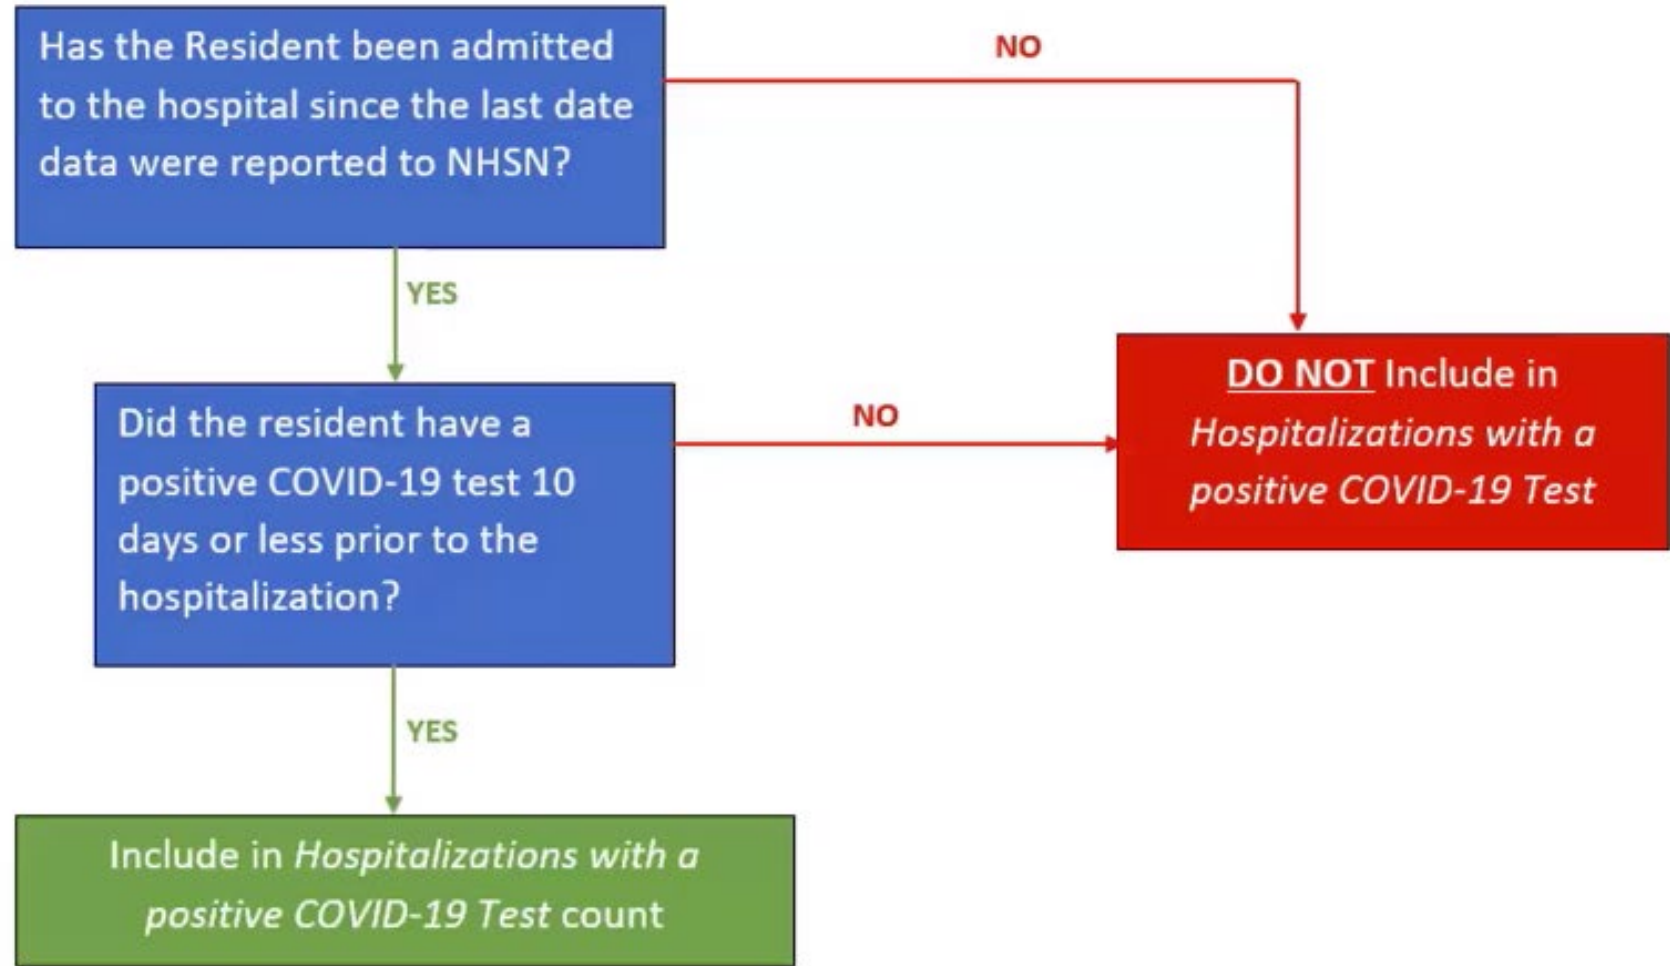 Has the Resident been admitted
to the hospital since the last date
data were reported to NHSN?
NO
YES
Did the resident have a
positive COVID-19 test 10
days or less prior to the
hospitalization?
NO
DO NOT Include in
Hospitalizations with a
positive COVID-19 Test
YES
Include in Hospitalizations with a
positive COVID-19 Test count